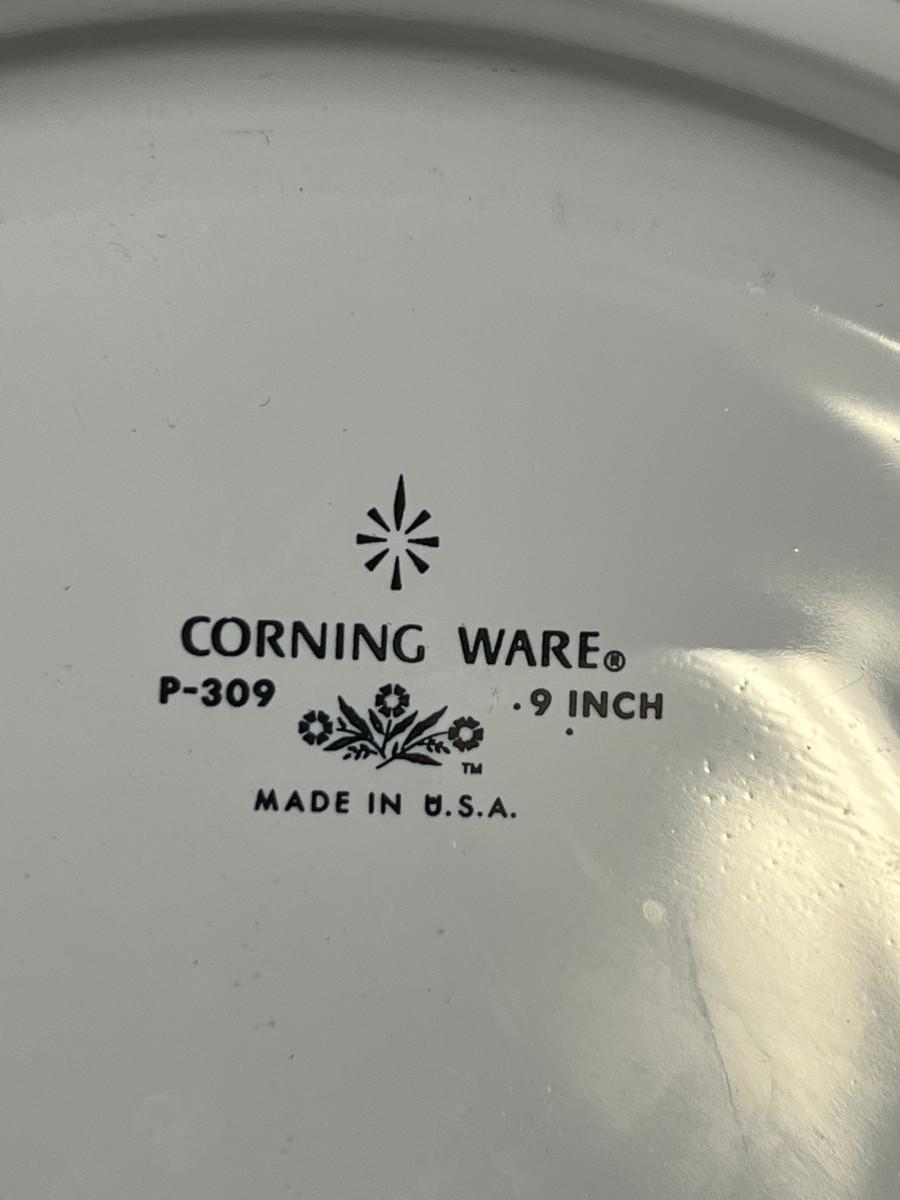 CORNING WARE®
P-309 · 9 INCH
TM
MADE IN U.S.A.